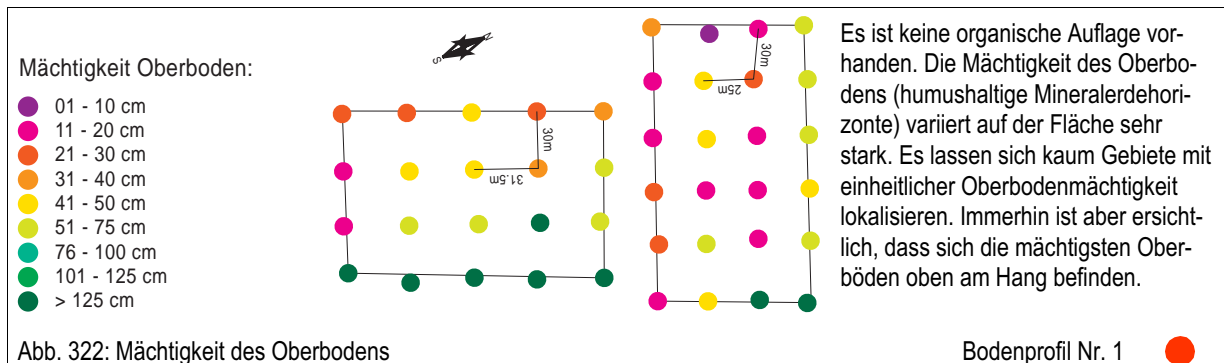 Mächtigkeit Oberboden:
01 - 10 cm
11 - 20 cm
21 - 30 cm
31 - 40 cm
41 - 50 cm
51 - 75 cm
76 - 100 cm
101 - 125 cm
> 125 cm
N
S
30m
31.5m
30m
25m
Es ist keine organische Auflage vor-
handen. Die Mächtigkeit des Oberbo-
dens (humushaltige Mineralerdehori-
zonte) variiert auf der Fläche sehr
stark. Es lassen sich kaum Gebiete mit
einheitlicher Oberbodenmächtigkeit
lokalisieren. Immerhin ist aber ersicht-
lich, dass sich die mächtigsten Ober-
böden oben am Hang befinden.
Abb. 322: Mächtigkeit des Oberbodens
Bodenprofil Nr. 1